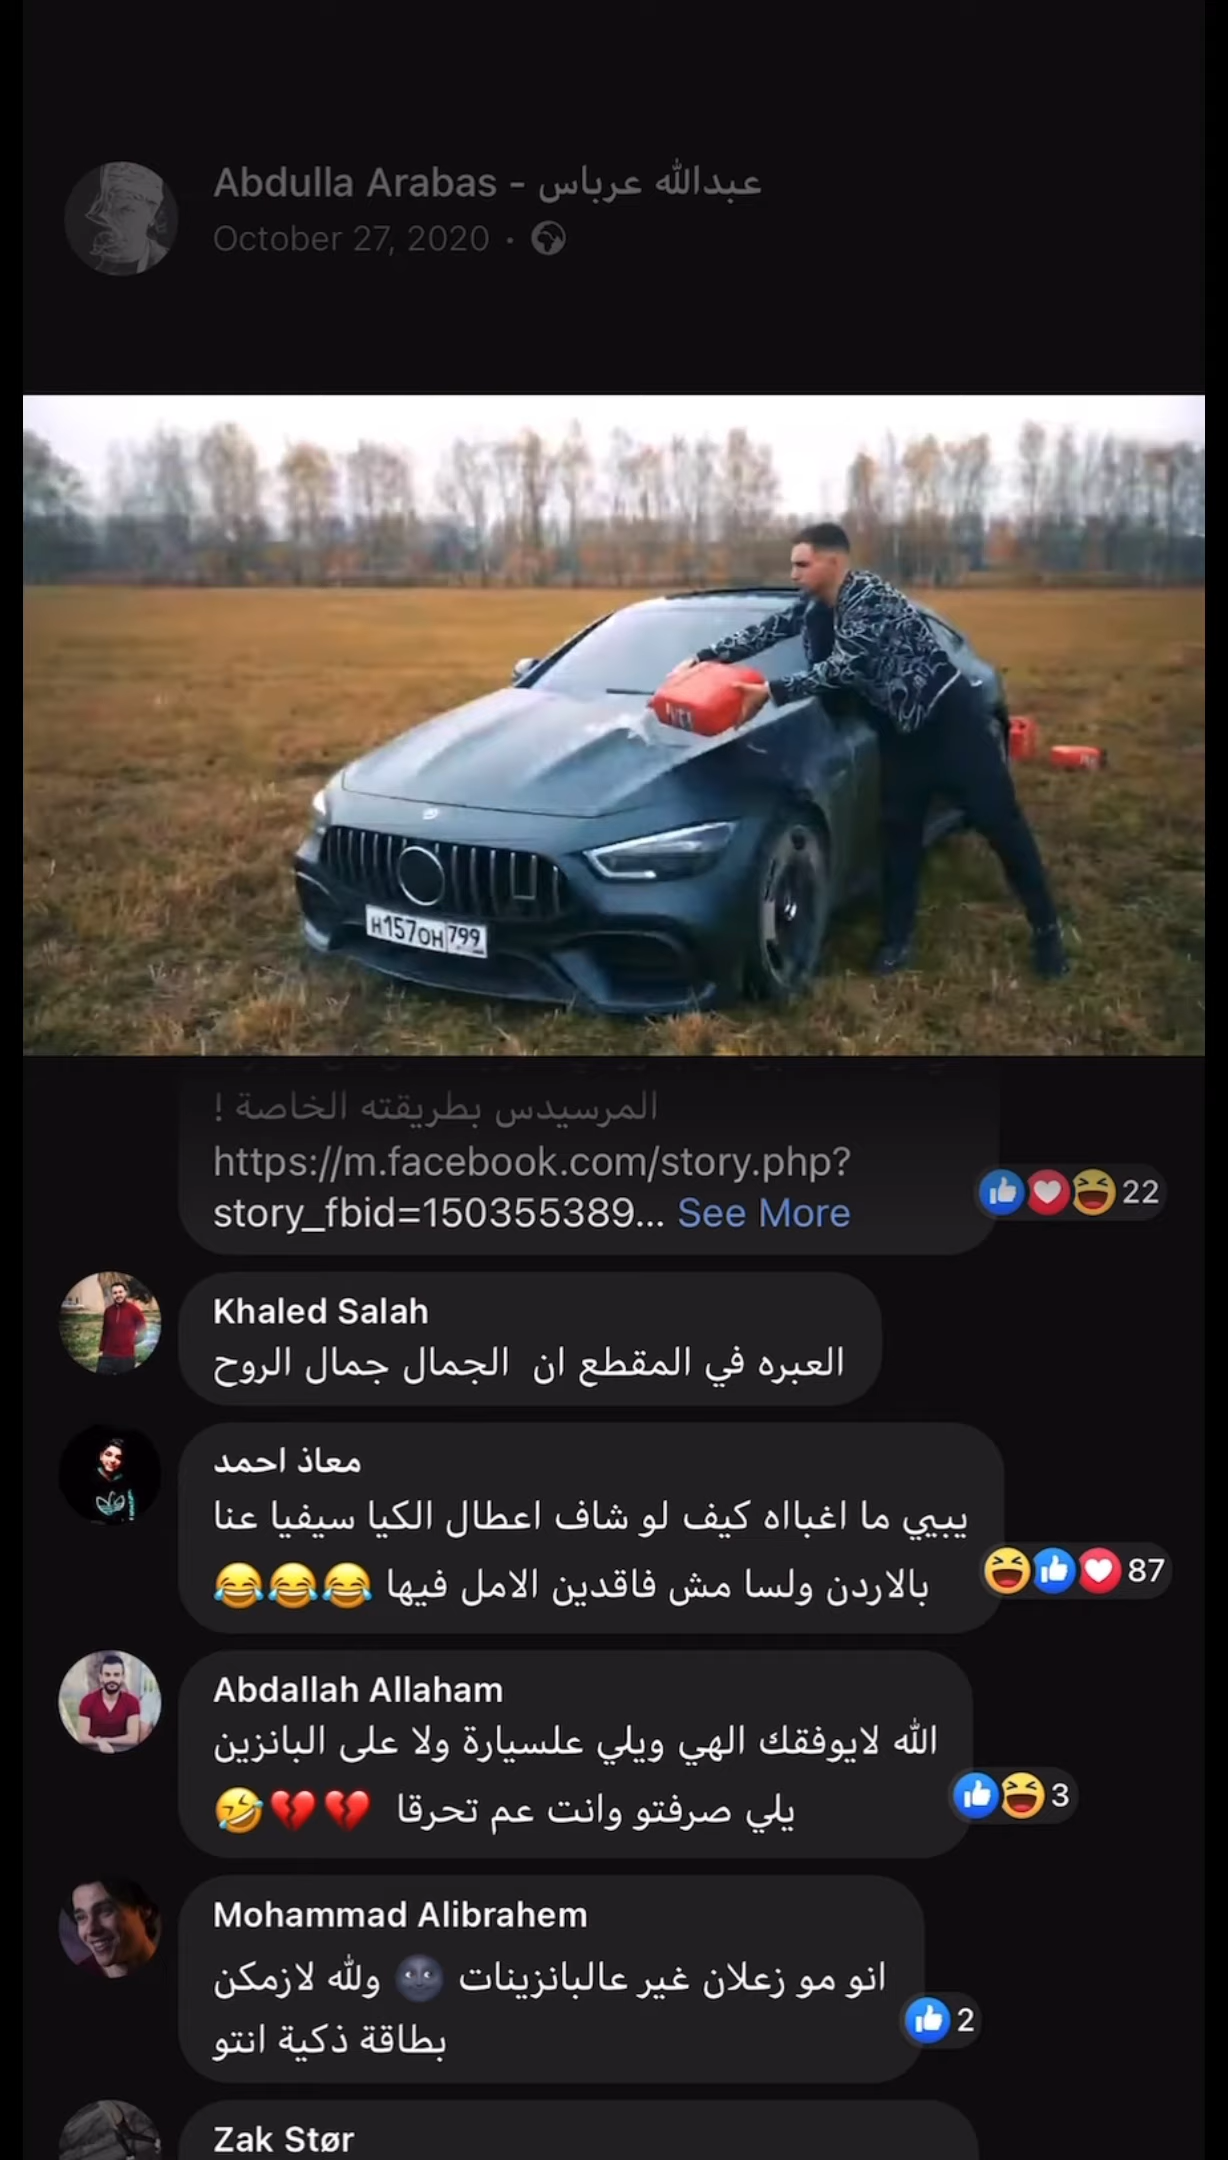 Abdulla Arabas - عبدالله عرباس
October 27, 2020 ·
H157OH 799
المرسيدس بطريقته الخاصة !
https://m.facebook.com/story.php?
story_fbid=150355389... See More
22
Khaled Salah
العبره في المقطع ان الجمال جمال الروح
معاذ احمد
يبيي ما اغبااه كيف لو شاف اعطال الكيا سيفيا عنا
بالاردن ولسا مش فاقدين الامل فيها 😂😂😂
87
Abdallah Allaham
الله لايوفقك الهي ويلي علسيارة ولا على البانزين
يلي صرفتو وانت عم تحرقا 💔💔🤣
3
Mohammad Alibrahem
انو مو زعلان غير عالبانزينات 🌚 ولله لازمكن
بطاقة ذكية انتو
2
Zak Stør